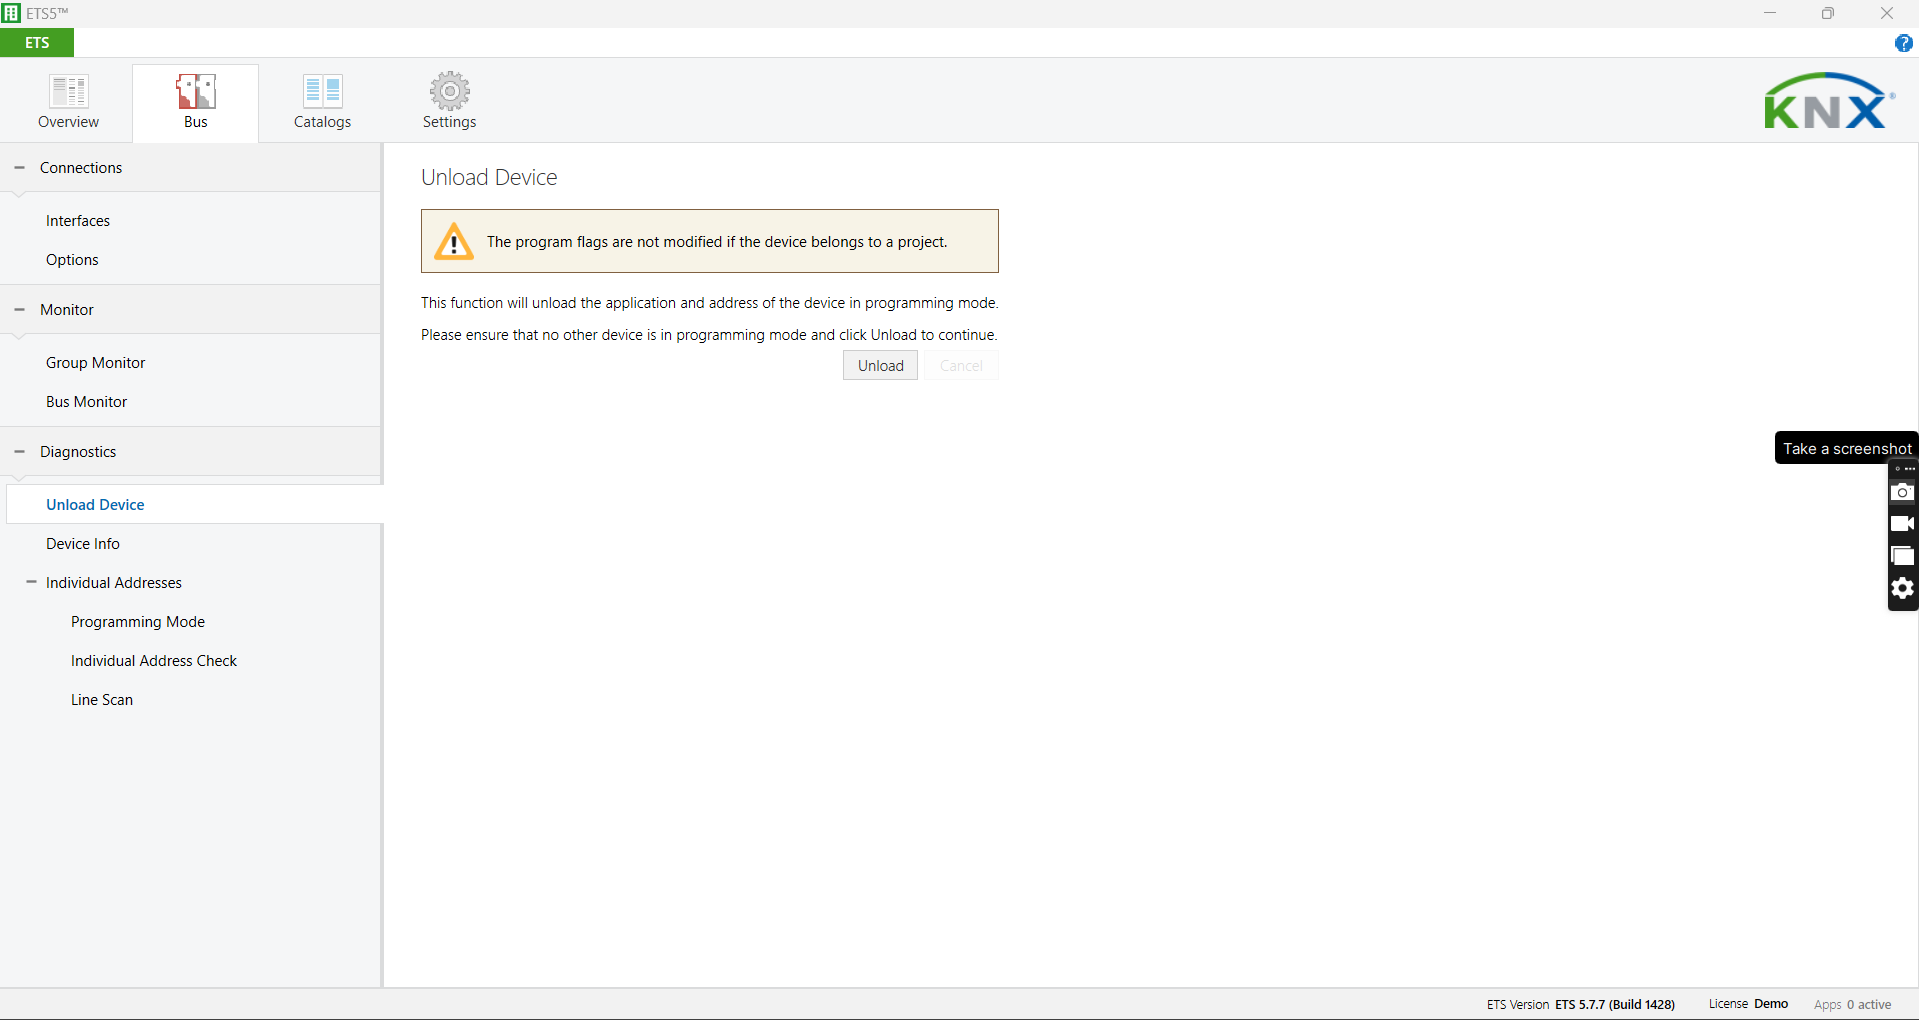 ETS5™
ETS
Overview
Bus
Catalogs
Settings
KNX®
Connections
Interfaces
Options
Monitor
Group Monitor
Bus Monitor
Diagnostics
Unload Device
Device Info
Individual Addresses
Programming Mode
Individual Address Check
Line Scan
Unload Device
The program flags are not modified if the device belongs to a project.
This function will unload the application and address of the device in programming mode.
Please ensure that no other device is in programming mode and click Unload to continue.
Unload Cancel
Take a screenshot
ETS Version ETS 5.7.7 (Build 1428) License Demo Apps 0 active